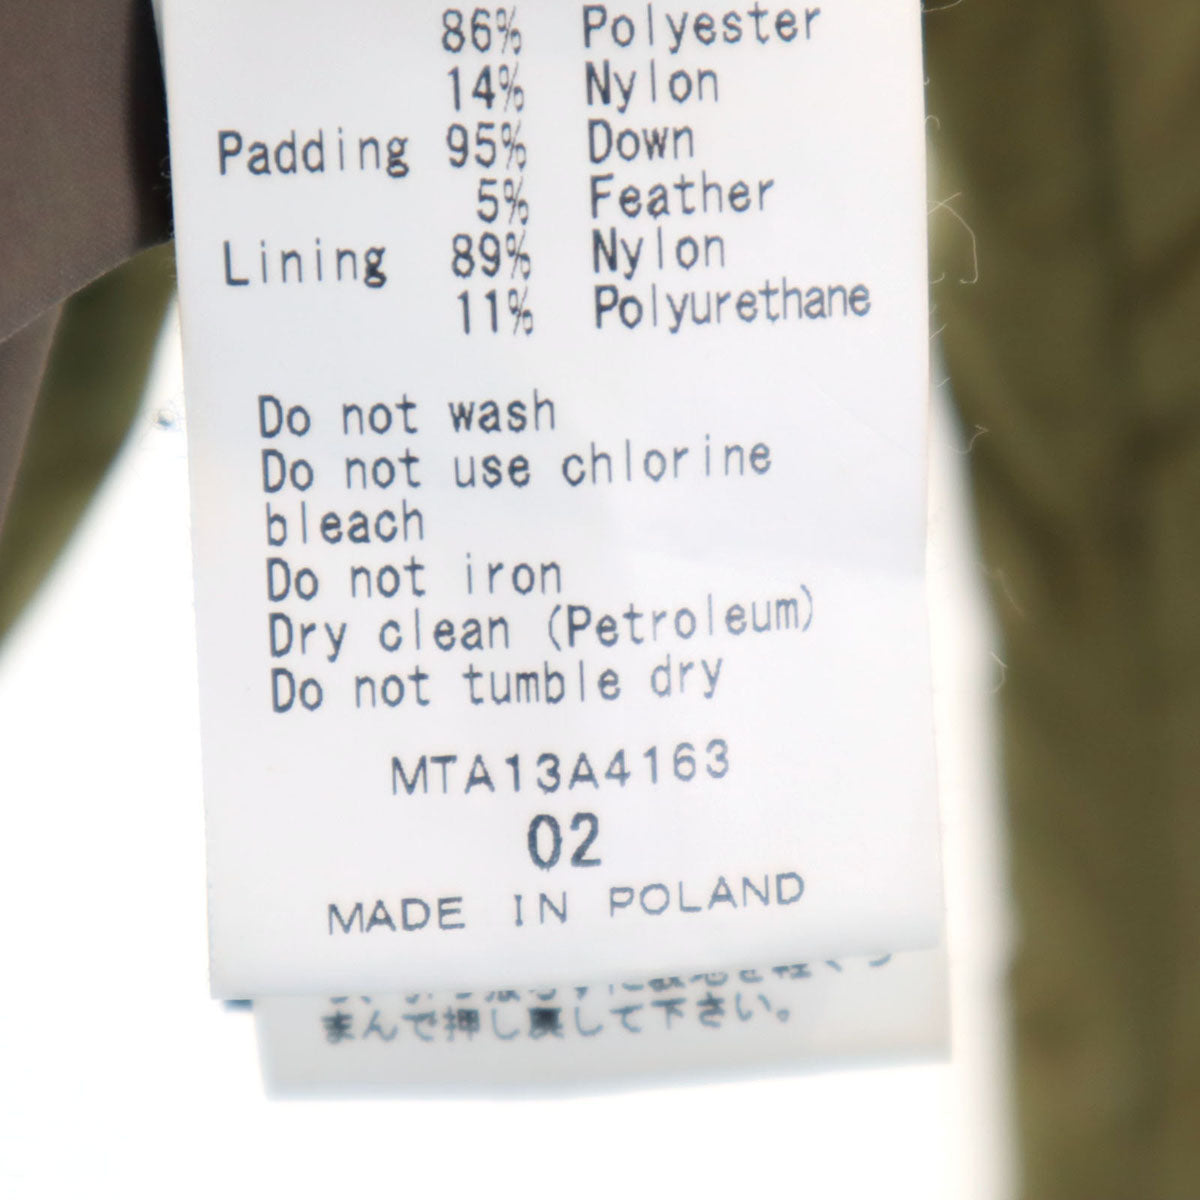 86% Polyester
14% Nylon
Padding 95% Down
5% Feather
Lining 89% Nylon
11% Polyurethane
Do not wash
Do not use chlorine
bleach
Do not iron
Dry clean (Petroleum)
Do not tumble dry
MTA13A4163
02
MADE IN POLAND
まんで押し戻して下さい。